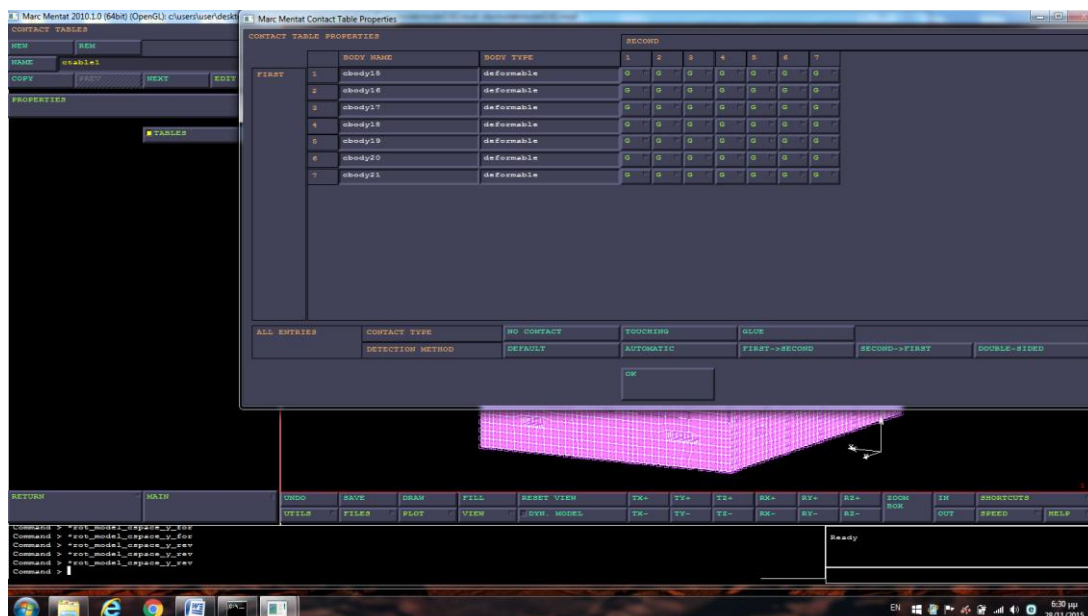 Marc Mentat 2010.1.0 (64bit) (OpenGL): c:\users\user\deskt
Marc Mentat Contact Table Properties
CONTACT TABLES
NEW REM
NAME ctable1
COPY PREV NEXT EDIT
PROPERTIES
TABLES
CONTACT TABLE PROPERTIES SECOND
BODY NAME BODY TYPE 1 2 3 4 5 6 7
FIRST 1 cbody15 deformable G G G G G G G
2 cbody16 deformable G G G G G G G
3 cbody17 deformable G G G G G G G
4 cbody18 deformable G G G G G G G
5 cbody19 deformable G G G G G G G
6 cbody20 deformable G G G G G G G
7 cbody21 deformable G G G G G G G
ALL ENTRIES CONTACT TYPE NO CONTACT TOUCHING GLUE
DETECTION METHOD DEFAULT AUTOMATIC FIRST->SECOND SECOND->FIRST DOUBLE-SIDED
OK
RETURN MAIN UNDO SAVE DRAW FILL RESET VIEW TX+ TY+ TZ+ RX+ RY+ RZ+ ZOOM BOX IN SHORTCUTS
UTILS FILES PLOT VIEW DYN. MODEL TX- TY- TZ- RX- RY- RZ- OUT SPEED HELP
Command > *rot_model_cspace_y_for
Command > *rot_model_cspace_y_for
Command > *rot_model_cspace_y_rev
Command > *rot_model_cspace_y_rev
Command >
Ready
EN 6:30 μμ
28/11/2015